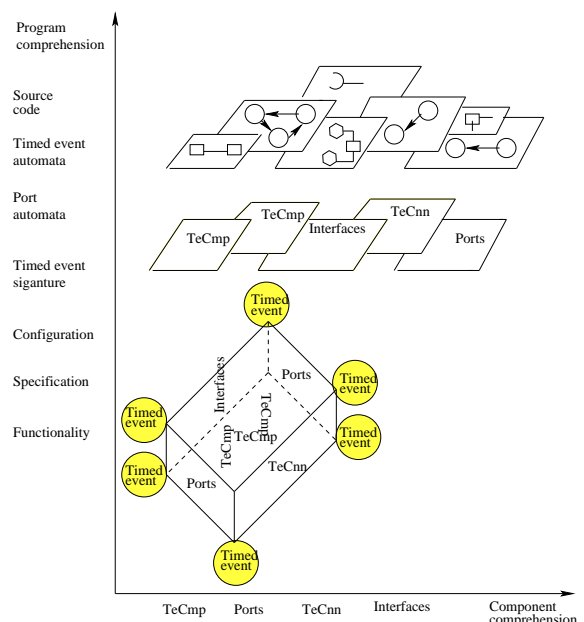 Program
comprehension
Source
code
Timed event
automata
Port
automata
TeCmp
TeCmp
Interfaces
TeCnn
Ports
Timed event
siganture
Timed
event
Configuration
Interfaces
Ports
Specification
Timed
event
TeCmp
Functionality
Timed
event
TeCmp
TeCmp
Timed
event
Timed
event
Ports
TeCnn
Timed
event
TeCmp
Ports
TeCnn
Interfaces
Component
comprehension